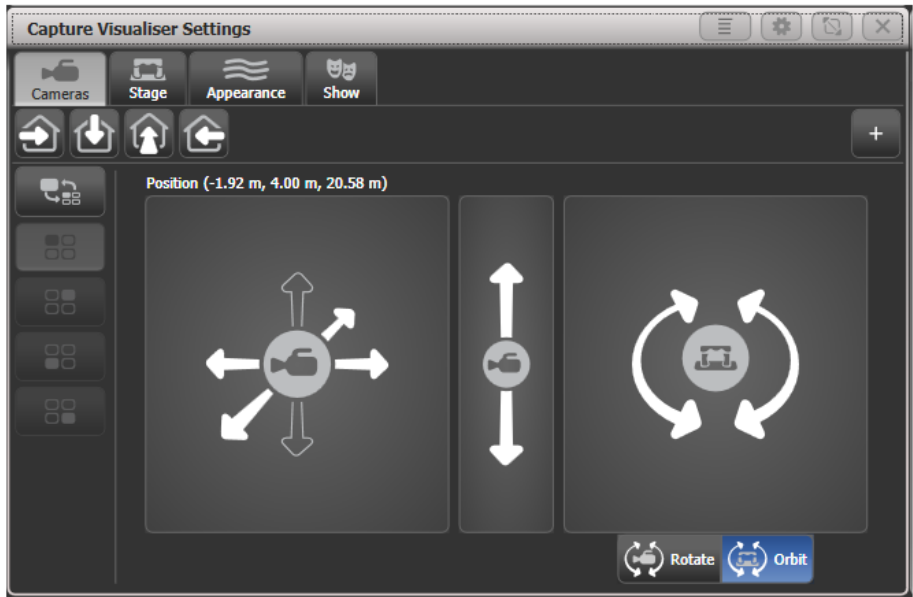 Capture Visualiser Settings
Cameras Stage Appearance Show
+
Position (-1.92 m, 4.00 m, 20.58 m)
Rotate Orbit